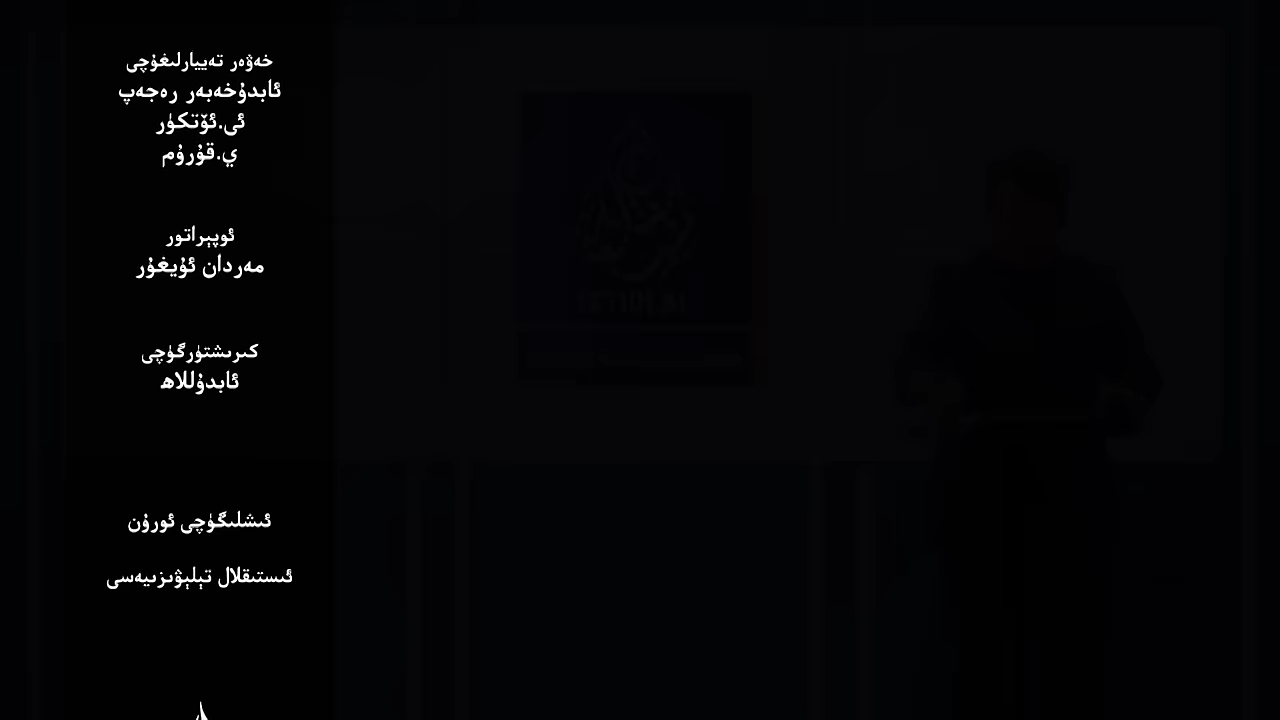 خەۋەر تەييارلىغۇچى
ئابدۇخەبەر رەجەپ
ئى.ئۆتكۈر
ي.قۇرۇم
ئوپېراتور
مەردان ئۇيغۇر
كىرىشتۈرگۈچى
ئابدۇللاھ
ئىشلىگۈچى ئورۇن
ئىستىقلال تېلېۋىزىيەسى